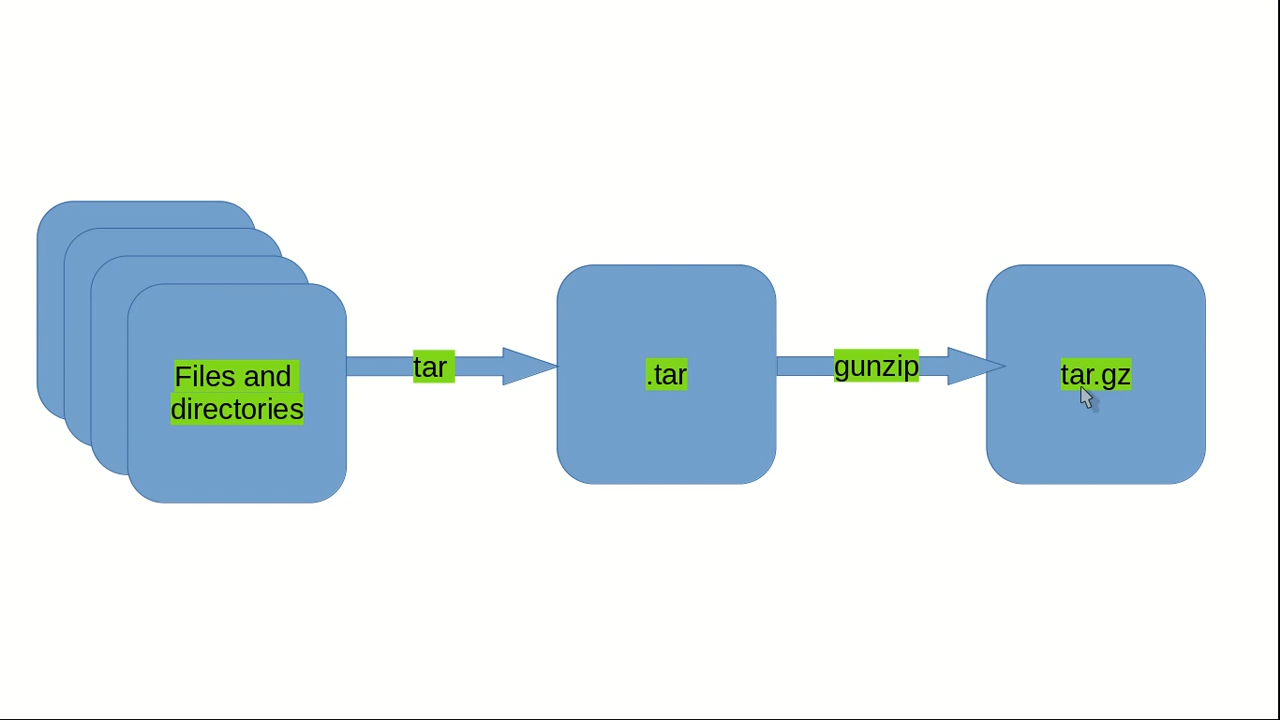 Files and
directories
tar
.tar
gunzip
tar.gz